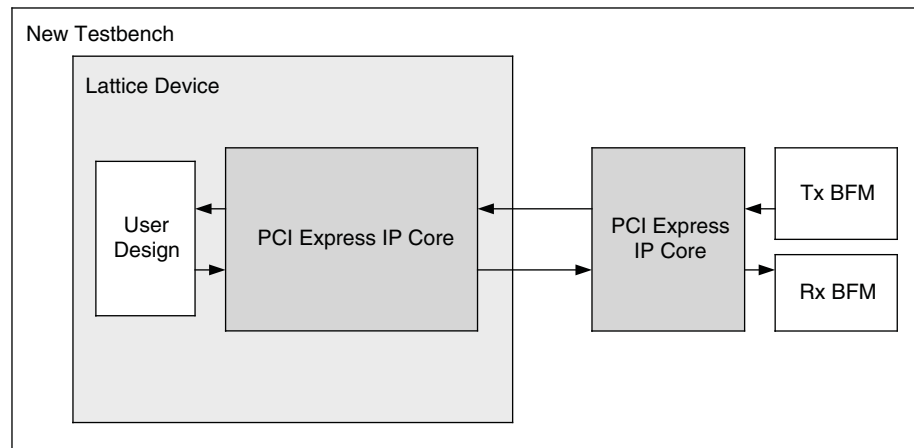 New Testbench
Lattice Device
User
Design
PCI Express IP Core
PCI Express
IP Core
Tx BFM
Rx BFM